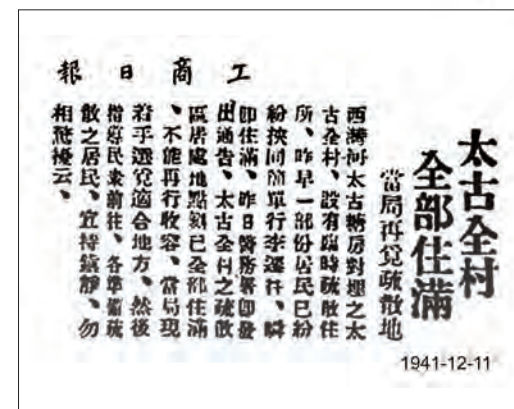 工商日報
太古全村
全部住滿
當局再覓疏散地
西灣河太古糖房對埋之太
古全村、設有臨時疏散住
所、昨早一部份居民已紛
紛挾同簡單行李遷往、瞬
即住滿、昨日醫務署即發
出通告、太古全村之疏散
區居處地點刻已全部住滿
、不能再行收容、當局現
着手選覓適合地方、然後
指導民衆前往、各準備疏
散之居民、宜持鎮靜、勿
相驚擾云、
1941-12-11